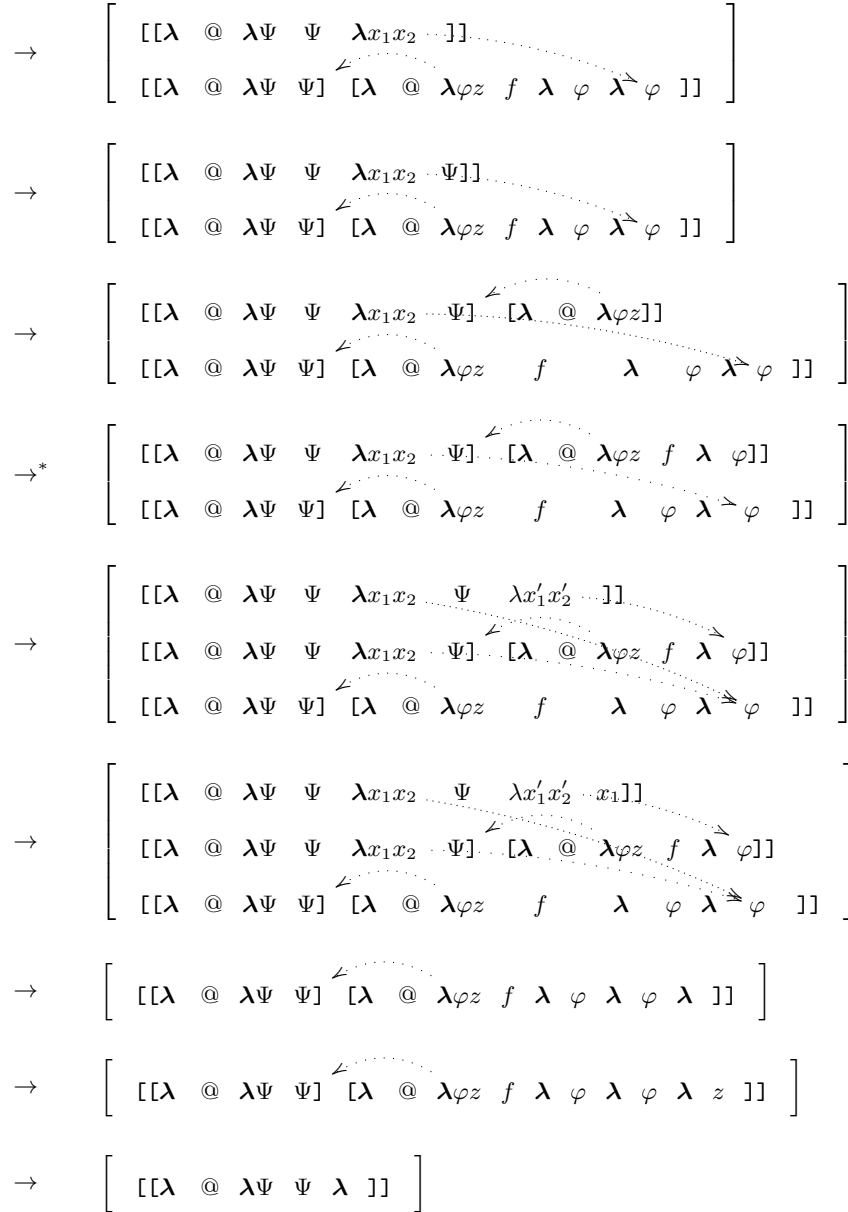 [[λ @ λΨ Ψ λx₁x₂ ]]
→
[[λ @ λΨ Ψ] [λ @ λφz f λ φ λ φ ]]
[[λ @ λΨ Ψ λx₁x₂ Ψ]]
→
[[λ @ λΨ Ψ] [λ @ λφz f λ φ λ φ ]]
[[λ @ λΨ Ψ λx₁x₂ Ψ] [λ @ λφz]]
→
[[λ @ λΨ Ψ] [λ @ λφz f λ φ λ φ ]]
[[λ @ λΨ Ψ λx₁x₂ Ψ] [λ @ λφz f λ φ]]
→*
[[λ @ λΨ Ψ] [λ @ λφz f λ φ λ φ ]]
[[λ @ λΨ Ψ λx₁x₂ Ψ λx′₁x′₂ ]]
→ [[λ @ λΨ Ψ λx₁x₂ Ψ] [λ @ λφz f λ φ]]
[[λ @ λΨ Ψ] [λ @ λφz f λ φ λ φ ]]
[[λ @ λΨ Ψ λx₁x₂ Ψ λx′₁x′₂ x₁]]
→ [[λ @ λΨ Ψ λx₁x₂ Ψ] [λ @ λφz f λ φ]]
[[λ @ λΨ Ψ] [λ @ λφz f λ φ λ φ ]]
→ [[λ @ λΨ Ψ] [λ @ λφz f λ φ λ φ λ ]]
→ [[λ @ λΨ Ψ] [λ @ λφz f λ φ λ φ λ z ]]
→ [[λ @ λΨ Ψ λ ]]